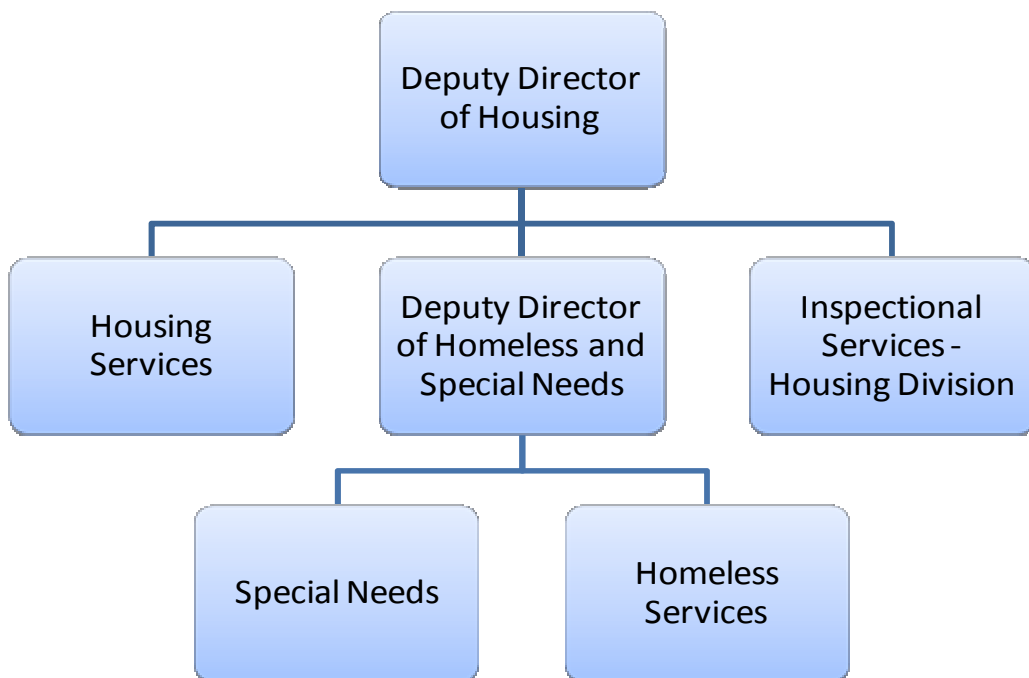 Deputy Director
of Housing
Housing
Services
Deputy Director
of Homeless and
Special Needs
Inspectional
Services -
Housing Division
Special Needs
Homeless
Services